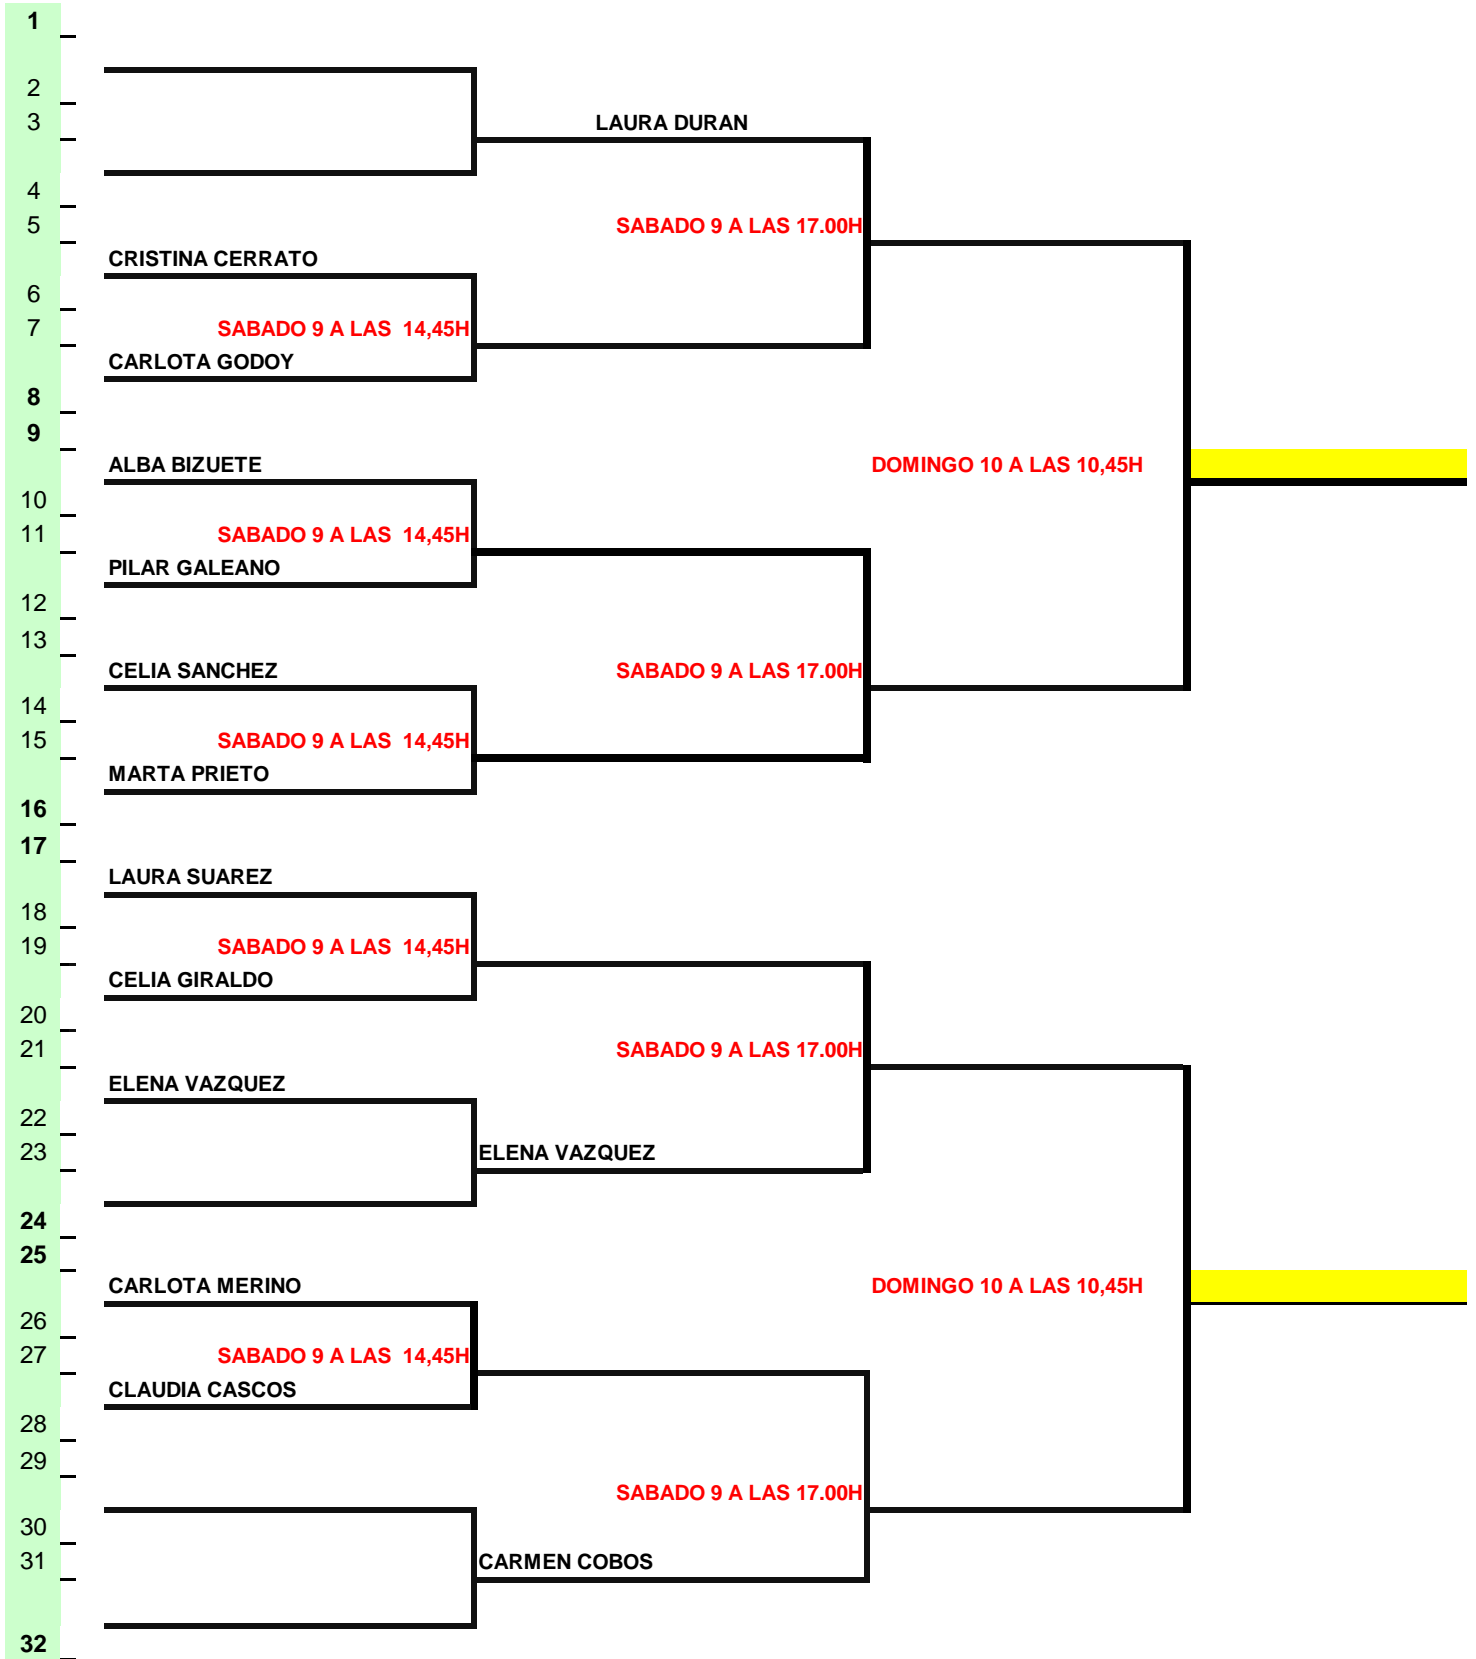 1
2
3
LAURA DURAN
4
5
SABADO 9 A LAS 17.00H
CRISTINA CERRATO
6
7
SABADO 9 A LAS  14,45H
CARLOTA GODOY
8
9
ALBA BIZUETE
DOMINGO 10 A LAS 10,45H
10
11
SABADO 9 A LAS  14,45H
PILAR GALEANO
12
13
CELIA SANCHEZ
SABADO 9 A LAS 17.00H
14
15
SABADO 9 A LAS  14,45H
MARTA PRIETO
16
17
LAURA SUAREZ
18
19
SABADO 9 A LAS  14,45H
CELIA GIRALDO
20
21
SABADO 9 A LAS 17.00H
ELENA VAZQUEZ
22
23
ELENA VAZQUEZ
24
25
CARLOTA MERINO
DOMINGO 10 A LAS 10,45H
26
27
SABADO 9 A LAS  14,45H
CLAUDIA CASCOS
28
29
SABADO 9 A LAS 17.00H
30
31
CARMEN COBOS
32